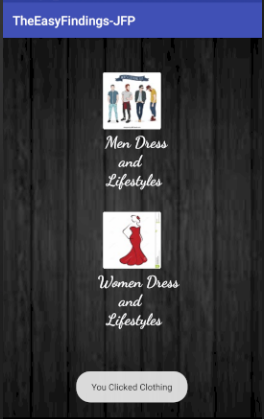 TheEasyFindings-JFP
Men Dress
and
Lifestyles
Women Dress
and
Lifestyles
You Clicked Clothing